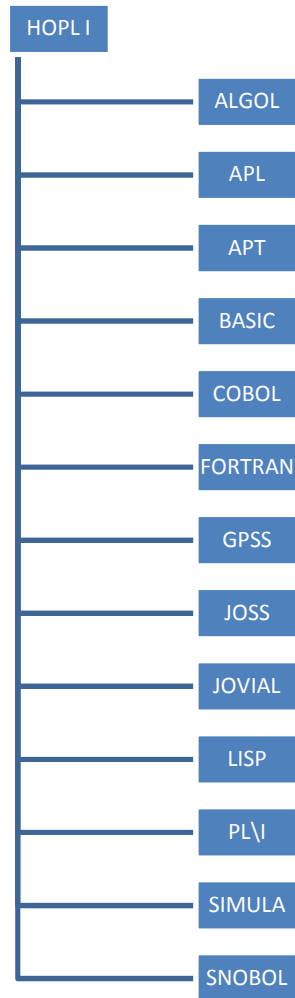 HOPL I
ALGOL
APL
APT
BASIC
COBOL
FORTRAN
GPSS
JOSS
JOVIAL
LISP
PL\I
SIMULA
SNOBOL